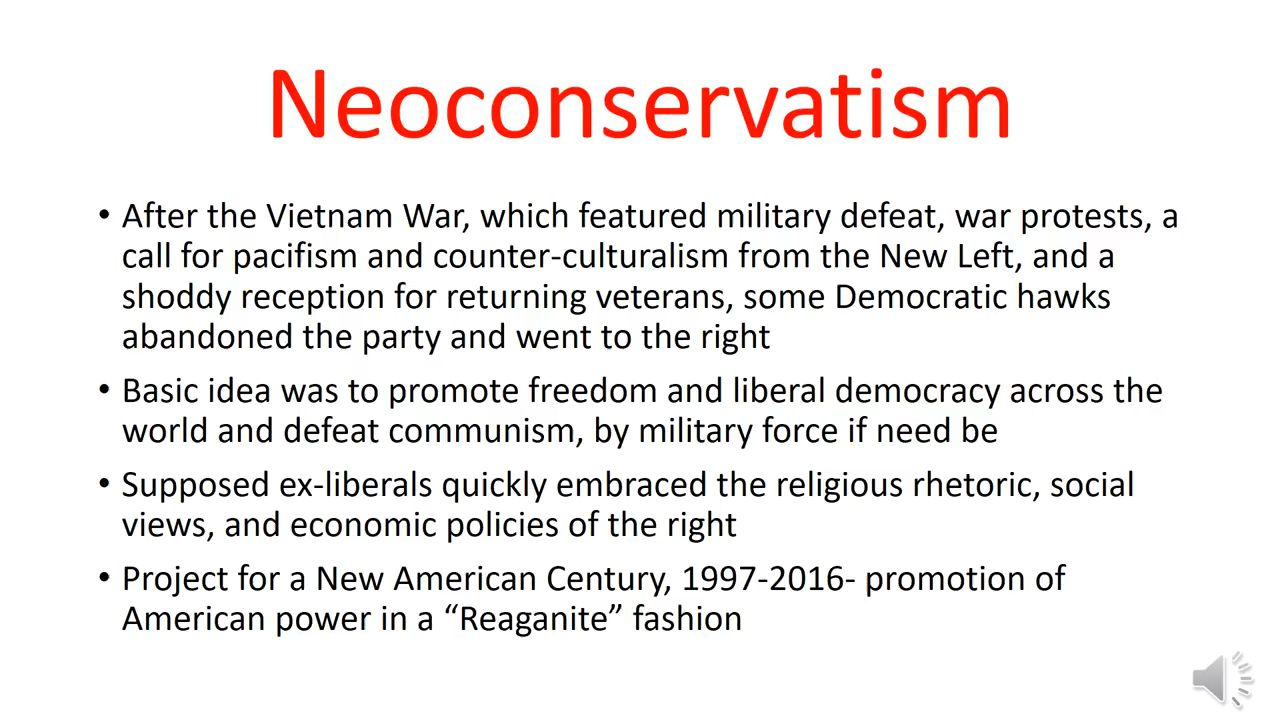 Neoconservatism
• After the Vietnam War, which featured military defeat, war protests, a
call for pacifism and counter-culturalism from the New Left, and a
shoddy reception for returning veterans, some Democratic hawks
abandoned the party and went to the right
• Basic idea was to promote freedom and liberal democracy across the
world and defeat communism, by military force if need be
• Supposed ex-liberals quickly embraced the religious rhetoric, social
views, and economic policies of the right
• Project for a New American Century, 1997-2016- promotion of
American power in a “Reaganite” fashion